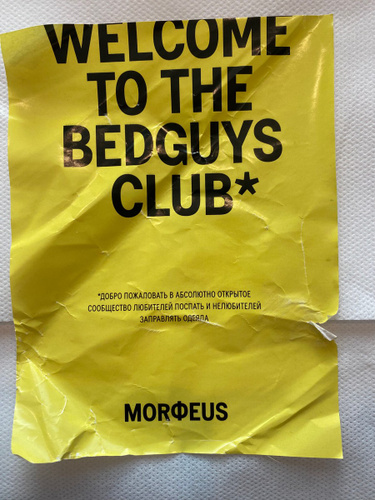 WELCOME
TO THE
BEDGUYS
CLUB*
*ДОБРО ПОЖАЛОВАТЬ В АБСОЛЮТНО ОТКРЫТОЕ
СООБЩЕСТВО ЛЮБИТЕЛЕЙ ПОСПАТЬ И НЕЛЮБИТЕЛЕЙ
ЗАПРАВЛЯТЬ ОДЕЯЛА
MORФEUS